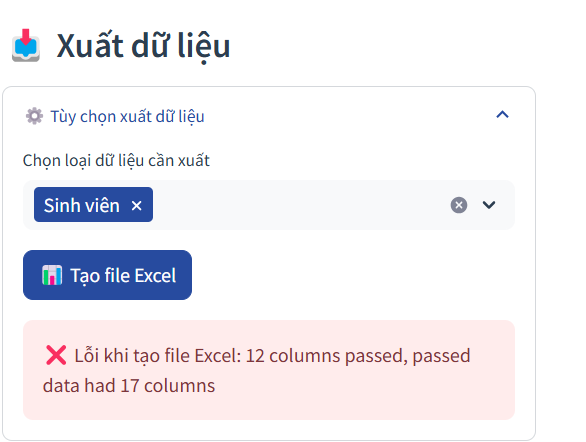 Xuất dữ liệu
Tùy chọn xuất dữ liệu
Chọn loại dữ liệu cần xuất
Sinh viên ×
Tạo file Excel
❌ Lỗi khi tạo file Excel: 12 columns passed, passed
data had 17 columns